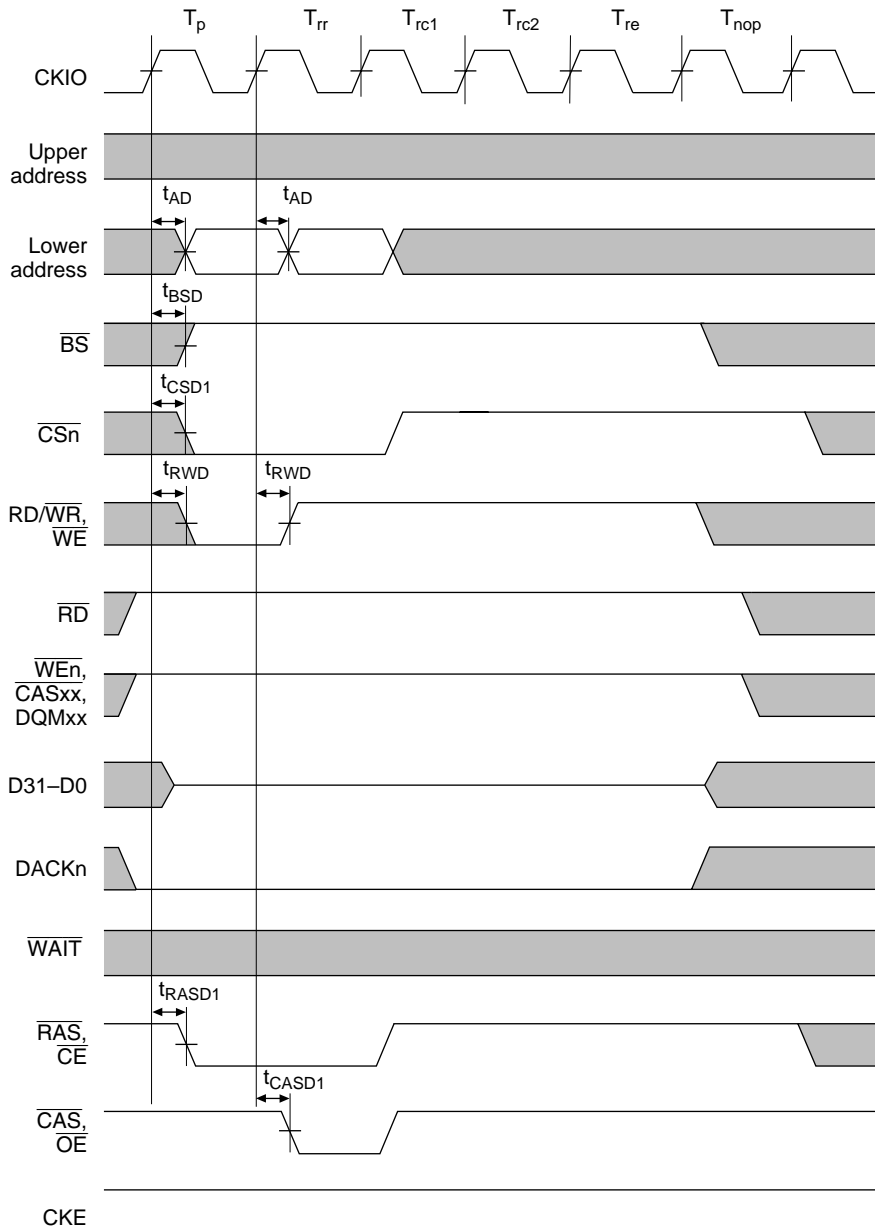 Tp Trr Trc1 Trc2 Tre Tnop
CKIO
Upper
address
tAD tAD
Lower
address
tBSD
BS
tCSD1
CSn
tRWD tRWD
RD/WR,
WE
RD
WEn,
CASxx,
DQMxx
D31–D0
DACKn
WAIT
tRASD1
RAS,
CE
tCASD1
CAS,
OE
CKE